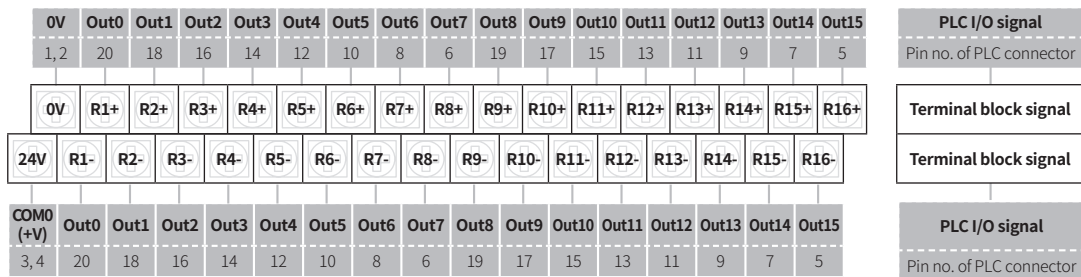 0V Out0 Out1 Out2 Out3 Out4 Out5 Out6 Out7 Out8 Out9 Out10 Out11 Out12 Out13 Out14 Out15 PLC I/O signal
1, 2 20 18 16 14 12 10 8 6 19 17 15 13 11 9 7 5 Pin no. of PLC connector
0V R1+ R2+ R3+ R4+ R5+ R6+ R7+ R8+ R9+ R10+ R11+ R12+ R13+ R14+ R15+ R16+ Terminal block signal
24V R1- R2- R3- R4- R5- R6- R7- R8- R9- R10- R11- R12- R13- R14- R15- R16- Terminal block signal
COM0
(+V) Out0 Out1 Out2 Out3 Out4 Out5 Out6 Out7 Out8 Out9 Out10 Out11 Out12 Out13 Out14 Out15 PLC I/O signal
3, 4 20 18 16 14 12 10 8 6 19 17 15 13 11 9 7 5 Pin no. of PLC connector